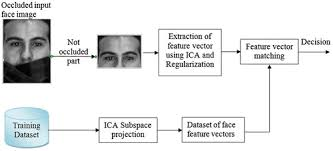 Occluded input
face image
Not
occluded
part
Extraction of
feature vector
using ICA and
Regularization
Feature vector
matching
Decision
Training
Dataset
ICA Subspace
projection
Dataset of face
feature vectors